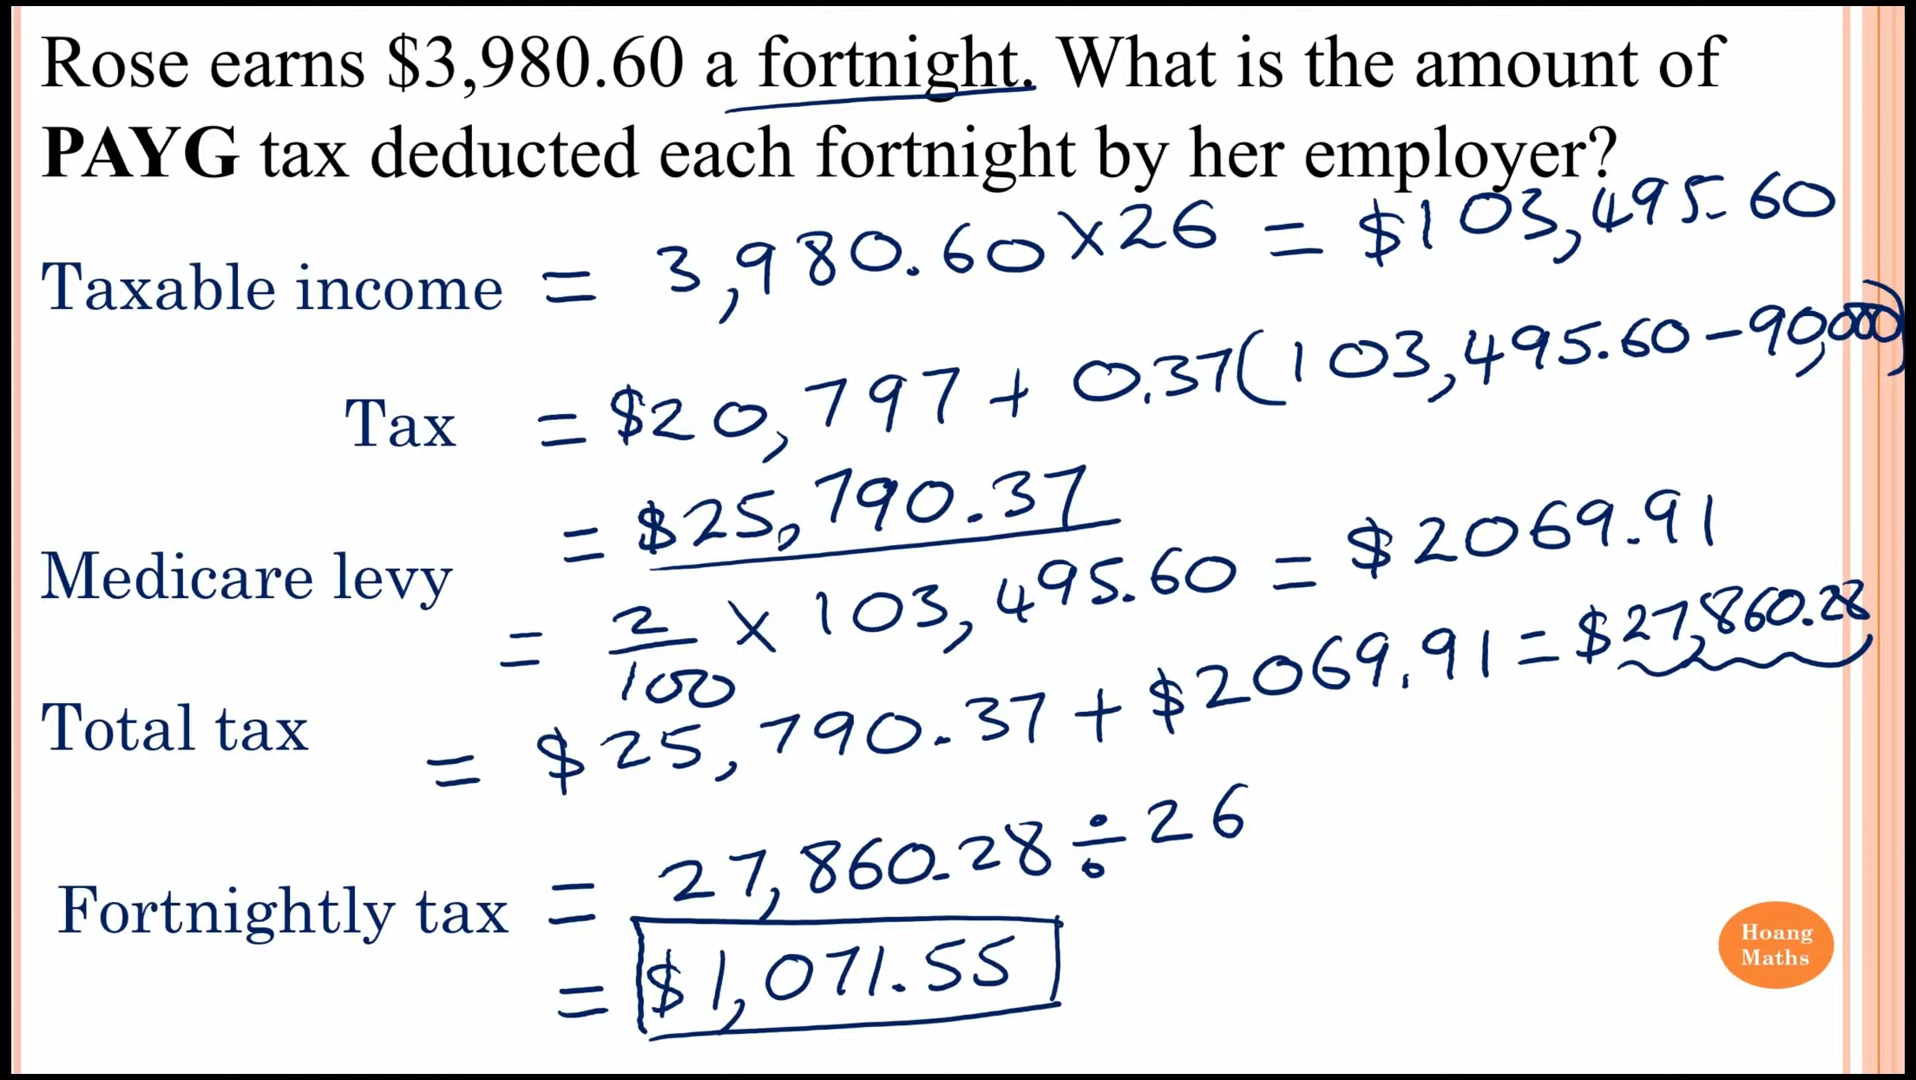 Rose earns $3,980.60 a fortnight. What is the amount of
PAYG tax deducted each fortnight by her employer?
Taxable income = 3,980.60 × 26 = $103,495.60
Tax = $20,797 + 0.37(103,495.60 - 90,000)
= $25,790.37
Medicare levy
= 2/100 × 103,495.60 = $2069.91
Total tax
= $25,790.37 + $2069.91 = $27,860.28
Fortnightly tax = 27,860.28 ÷ 26
= $1,071.55
Hoang
Maths